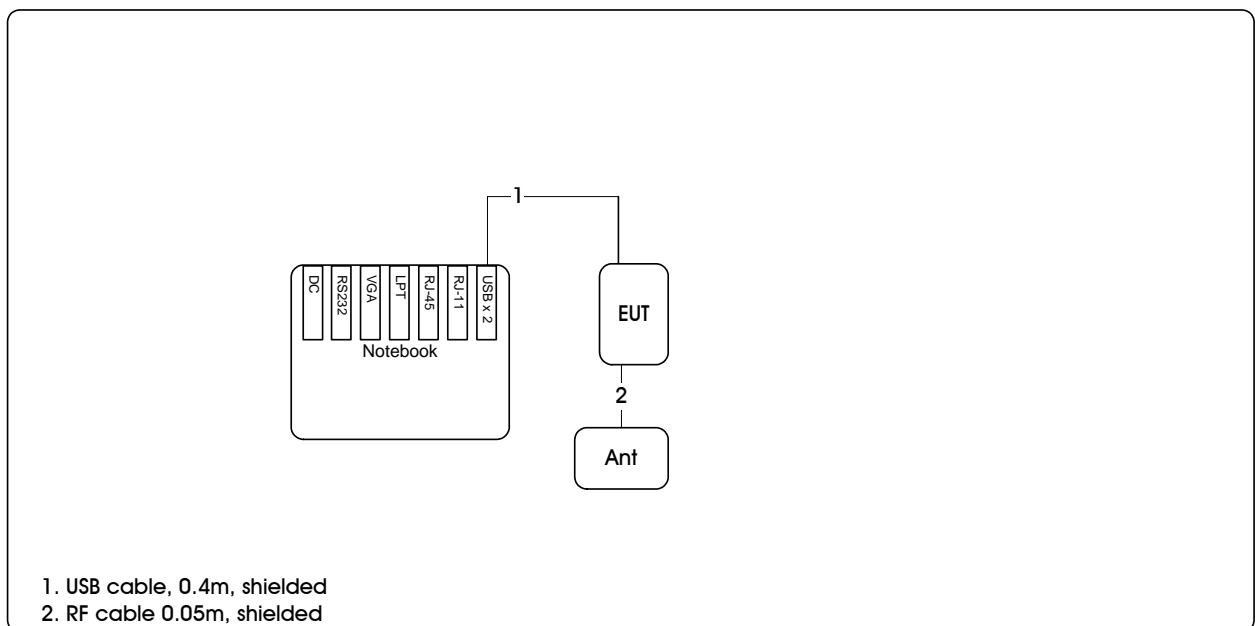 1
DC
RS232
VGA
LPT
RJ-45
RJ-11
USB x 2
Notebook
EUT
2
Ant
1. USB cable, 0.4m, shielded
2. RF cable 0.05m, shielded